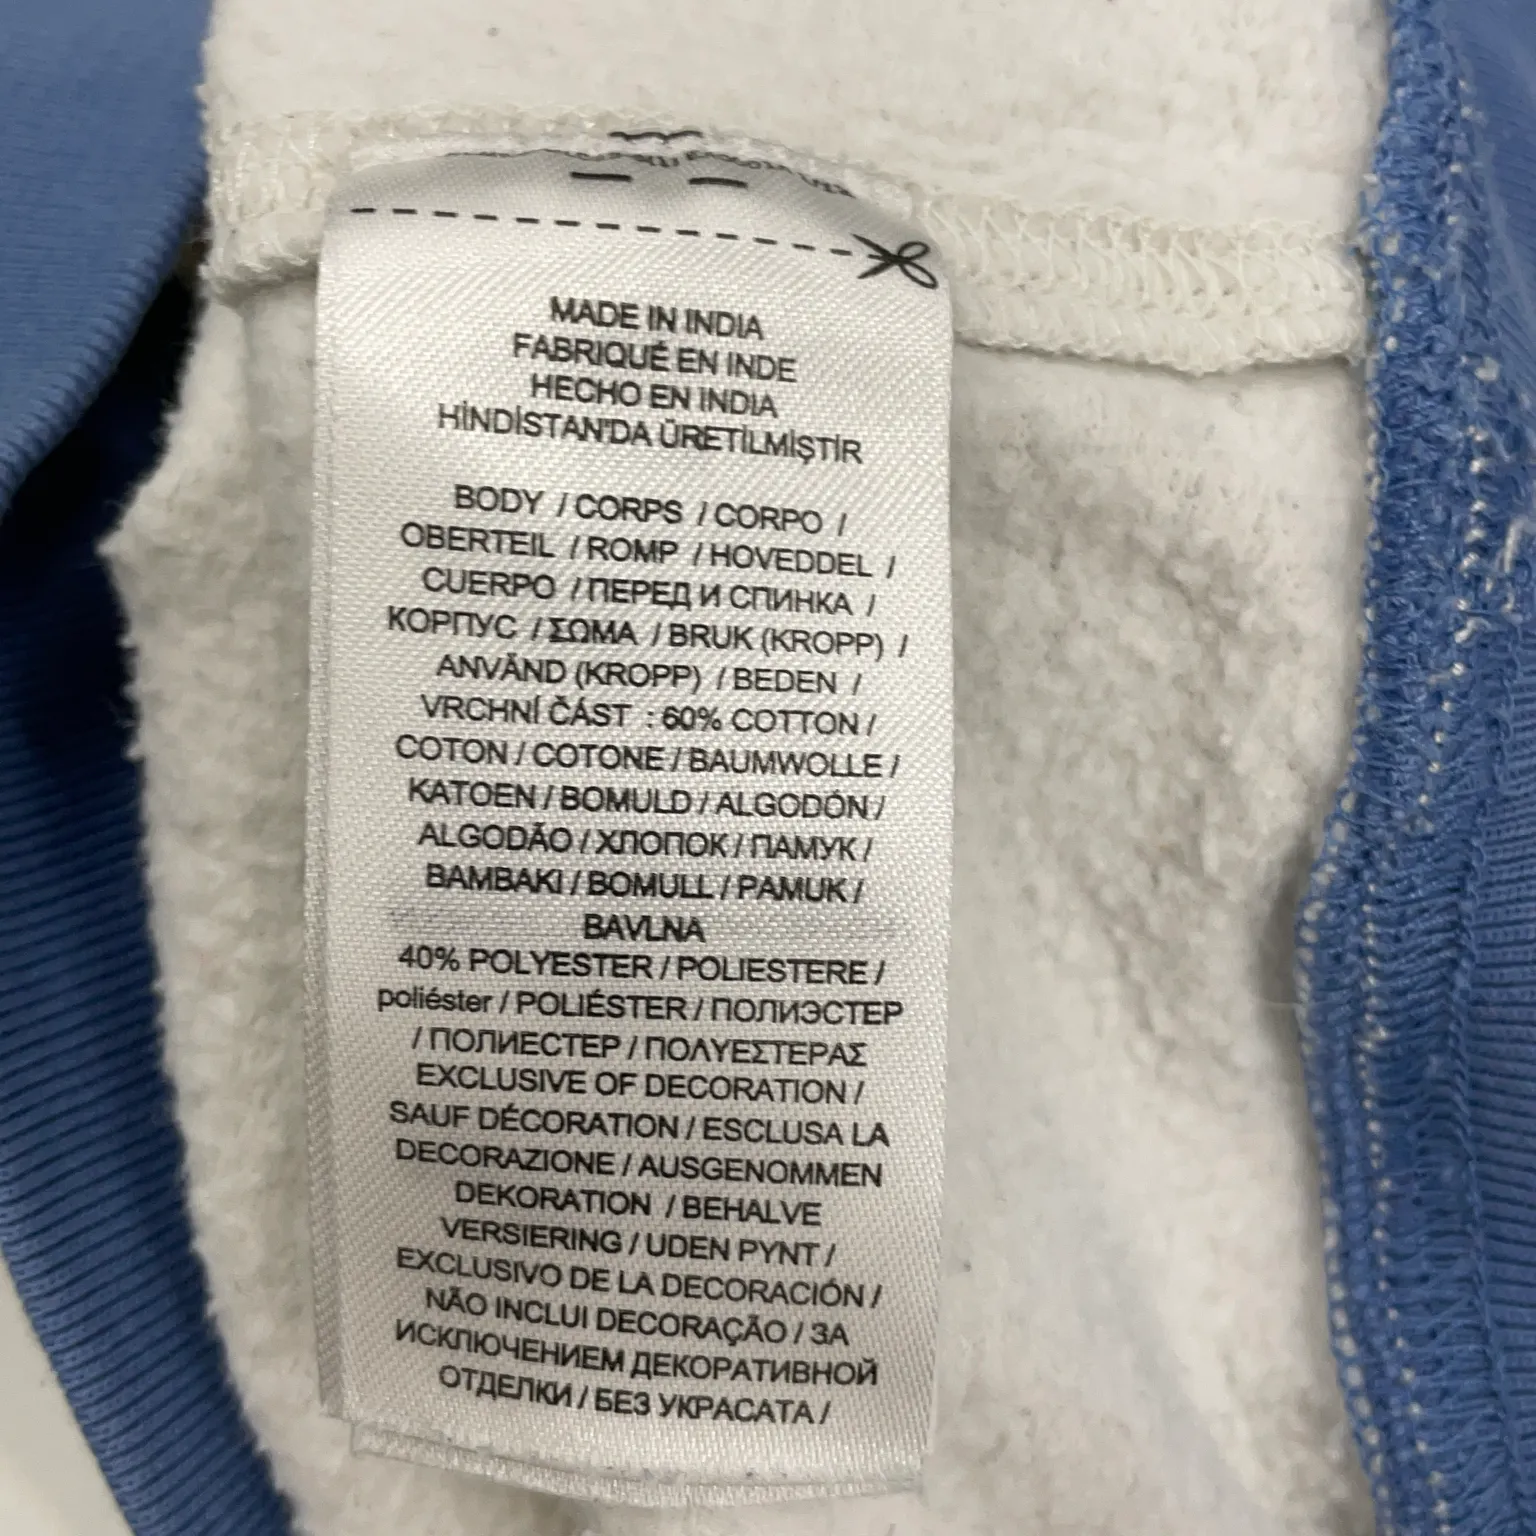 MADE IN INDIA
FABRIQUÉ EN INDE
HECHO EN INDIA
HİNDİSTAN'DA ÜRETİLMİŞTİR
BODY / CORPS / CORPO /
OBERTEIL / ROMP / HOVEDDEL /
CUERPO / ПЕРЕД И СПИНКА /
КОРПУС / ΣΩΜΑ / BRUK (KROPP) /
ANVÄND (KROPP) / BEDEN /
VRCHNÍ ČÁST : 60% COTTON /
COTON / COTONE / BAUMWOLLE /
KATOEN / BOMULD / ALGODÓN /
ALGODÃO / ХЛОПОК / ПАМУК /
BAMBAKI / BOMULL / PAMUK /
BAVLNA
40% POLYESTER / POLIESTERE /
poliéster / POLIÉSTER / ПОЛИЭСТЕР
/ ПОЛИЕСТЕР / ΠΟΛΥΕΣΤΕΡΑΣ
EXCLUSIVE OF DECORATION /
SAUF DÉCORATION / ESCLUSA LA
DECORAZIONE / AUSGENOMMEN
DEKORATION / BEHALVE
VERSIERING / UDEN PYNT /
EXCLUSIVO DE LA DECORACIÓN /
NÃO INCLUI DECORAÇÃO / ЗА
ИСКЛЮЧЕНИЕМ ДЕКОРАТИВНОЙ
ОТДЕЛКИ / БЕЗ УКРАСАТА /